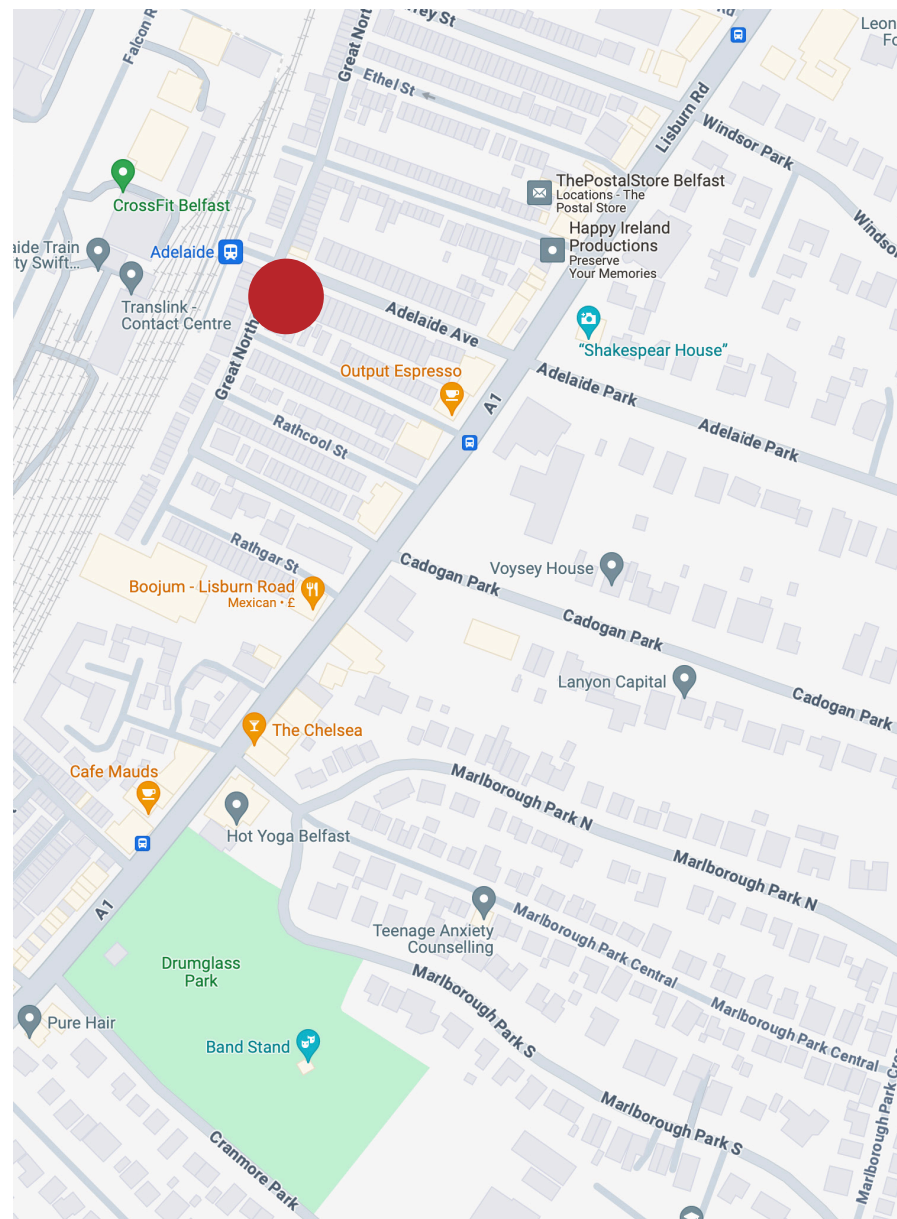 rey St
Rd
Leon
Fo
Falcon R
Great Nort
Ethel St
Lisburn Rd
Windsor Park
Windso
ThePostalStore Belfast
Locations - The
Postal Store
CrossFit Belfast
Happy Ireland
Productions
Preserve
Your Memories
aide Train
ty Swift...
Adelaide
Translink -
Contact Centre
Adelaide Ave
Great North
"Shakespear House"
Output Espresso
A1
Adelaide Park
Adelaide Park
Rathcool St
Rathgar St
Cadogan Park
Voysey House
Boojum - Lisburn Road
Mexican • £
Cadogan Park
Lanyon Capital
Cadogan Park
The Chelsea
Cafe Mauds
Marlborough Park N
Hot Yoga Belfast
Marlborough Park N
A1
Teenage Anxiety
Counselling
Marlborough Park Central
Drumglass
Park
Marlborough Park S
Marlborough Park Central
Pure Hair
Band Stand
Marlborough Park S
Marlborough Park Cre
Cranmore Park